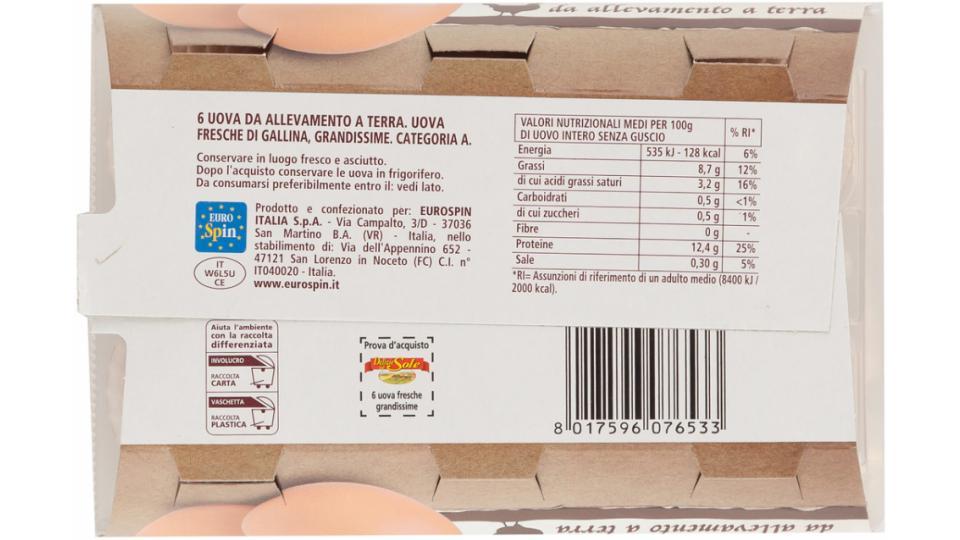 da allevamento a terra
6 UOVA DA ALLEVAMENTO A TERRA. UOVA
FRESCHE DI GALLINA, GRANDISSIME. CATEGORIA A.
Conservare in luogo fresco e asciutto.
Dopo l'acquisto conservare le uova in frigorifero.
Da consumarsi preferibilmente entro il: vedi lato.
EURO
Spin
Prodotto e confezionato per: EUROSPIN
ITALIA S.p.A. - Via Campalto, 3/D - 37036
San Martino B.A. (VR) - Italia, nello
stabilimento di: Via dell'Appennino 652 -
47121 San Lorenzo in Noceto (FC) C.I. n°
IT040020 - Italia.
www.eurospin.it
IT
W6L5U
CE
VALORI NUTRIZIONALI MEDI PER 100g
DI UOVO INTERO SENZA GUSCIO
% RI*
Energia 535 kJ - 128 kcal 6%
Grassi 8,7 g 12%
di cui acidi grassi saturi 3,2 g 16%
Carboidrati 0,5 g <1%
di cui zuccheri 0,5 g 1%
Fibre 0 g -
Proteine 12,4 g 25%
Sale 0,30 g 5%
*RI= Assunzioni di riferimento di un adulto medio (8400 kJ /
2000 kcal).
Aiuta l'ambiente
con la raccolta
differenziata
INVOLUCRO
RACCOLTA
CARTA
VASCHETTA
RACCOLTA
PLASTICA
Prova d'acquisto
Sole
6 uova fresche
grandissime
8 017596 076533
da allevamento a terra